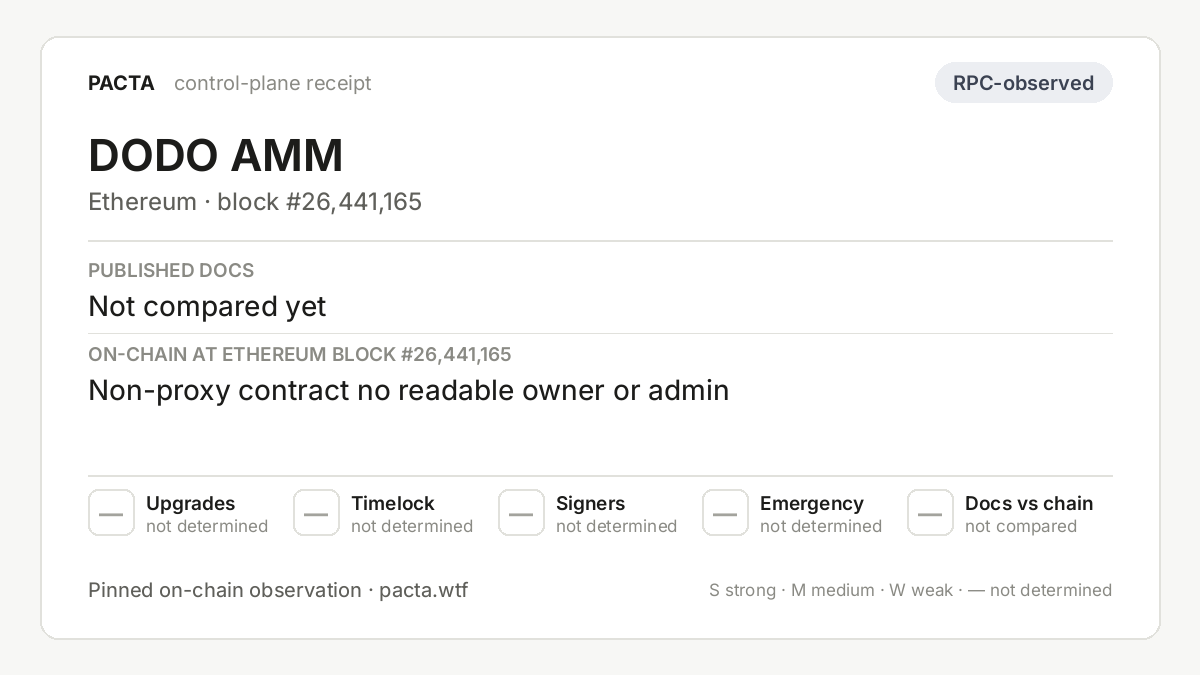 PACTA control-plane receipt RPC-observed
DODO AMM
Ethereum · block #26,441,165
PUBLISHED DOCS
Not compared yet
ON-CHAIN AT ETHEREUM BLOCK #26,441,165
Non-proxy contract no readable owner or admin
— Upgrades — Timelock — Signers — Emergency — Docs vs chain
not determined not determined not determined not determined not compared
Pinned on-chain observation · pacta.wtf S strong · M medium · W weak · — not determined